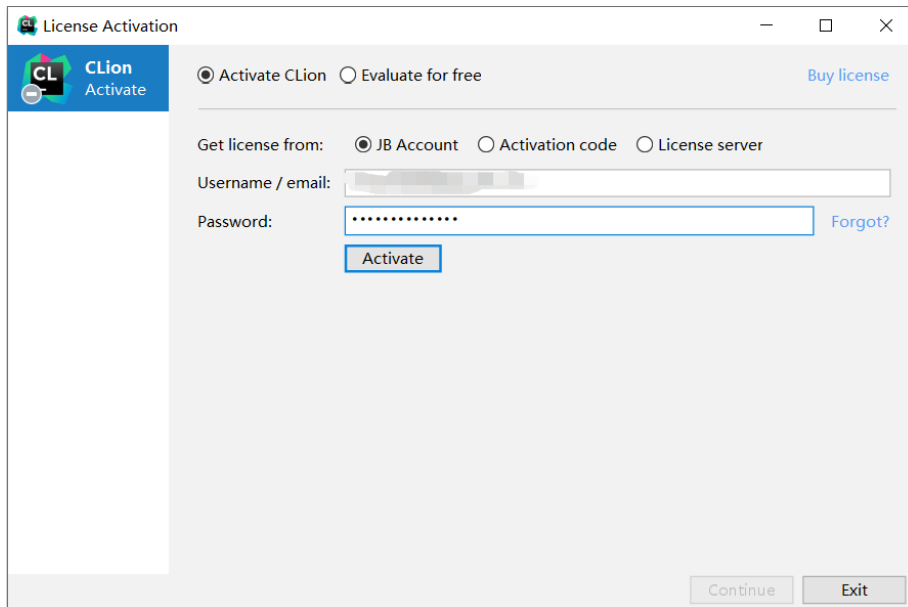 License Activation
CLion
Activate
Activate CLion Evaluate for free Buy license
Get license from: JB Account Activation code License server
Username / email:
Password: •••••••••••••• Forgot?
Activate
Continue Exit